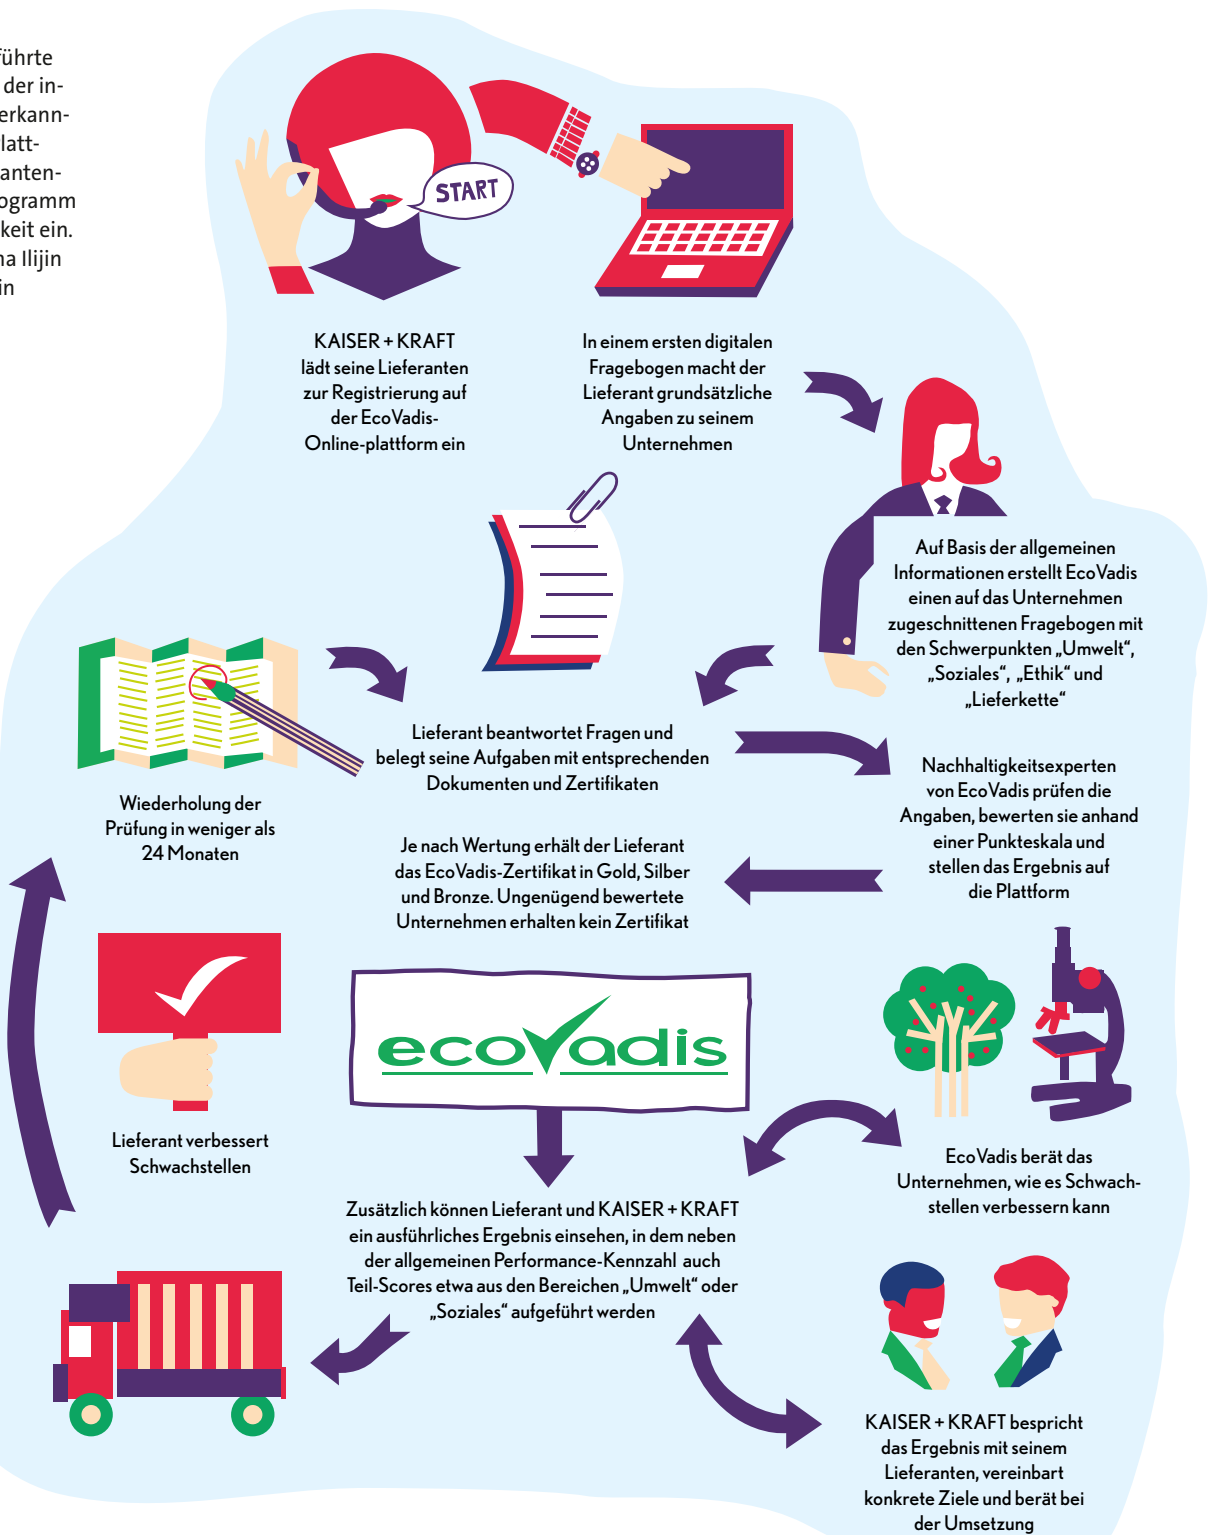 führte
der in-
erkann-
latt-
anten-
ogramm
keit ein.
na Ilijin
in
START
KAISER + KRAFT
lädt seine Lieferanten
zur Registrierung auf
der EcoVadis-
Online-plattform ein
In einem ersten digitalen
Fragebogen macht der
Lieferant grundsätzliche
Angaben zu seinem
Unternehmen
Auf Basis der allgemeinen
Informationen erstellt EcoVadis
einen auf das Unternehmen
zugeschnittenen Fragebogen mit
den Schwerpunkten „Umwelt“,
„Soziales“, „Ethik“ und
„Lieferkette“
Lieferant beantwortet Fragen und
belegt seine Aufgaben mit entsprechenden
Dokumenten und Zertifikaten
Nachhaltigkeitsexperten
von EcoVadis prüfen die
Angaben, bewerten sie anhand
einer Punkteskala und
stellen das Ergebnis auf
die Plattform
Wiederholung der
Prüfung in weniger als
24 Monaten
Je nach Wertung erhält der Lieferant
das EcoVadis-Zertifikat in Gold, Silber
und Bronze. Ungenügend bewertete
Unternehmen erhalten kein Zertifikat
ecovadis
Lieferant verbessert
Schwachstellen
EcoVadis berät das
Unternehmen, wie es Schwach-
stellen verbessern kann
Zusätzlich können Lieferant und KAISER + KRAFT
ein ausführliches Ergebnis einsehen, in dem neben
der allgemeinen Performance-Kennzahl auch
Teil-Scores etwa aus den Bereichen „Umwelt“ oder
„Soziales“ aufgeführt werden
KAISER + KRAFT bespricht
das Ergebnis mit seinem
Lieferanten, vereinbart
konkrete Ziele und berät bei
der Umsetzung